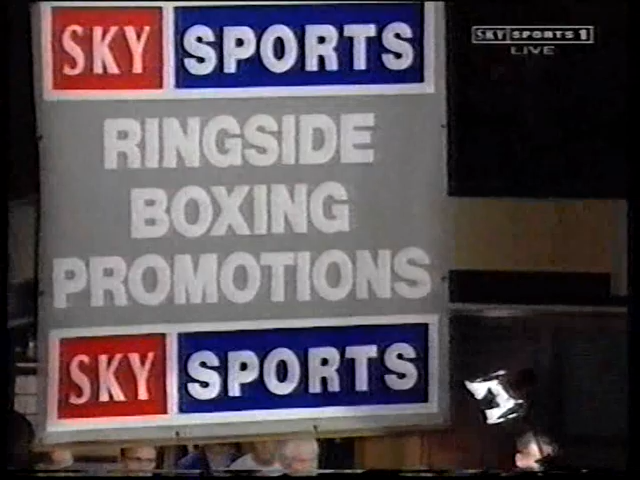 SKY SPORTS
SKY SPORTS 1
LIVE
RINGSIDE
BOXING
PROMOTIONS
SKY SPORTS